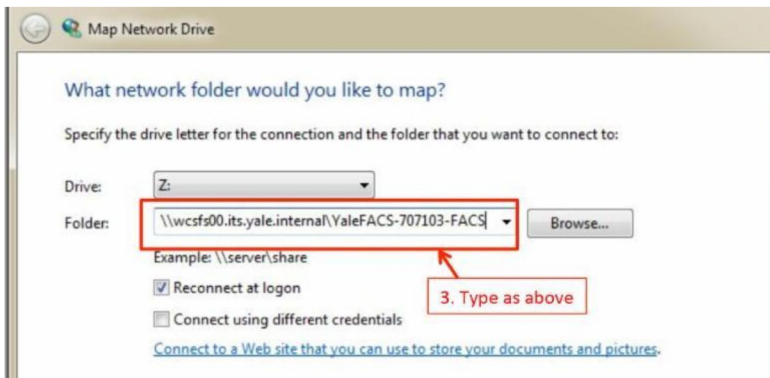 Map Network Drive
What network folder would you like to map?
Specify the drive letter for the connection and the folder that you want to connect to:
Drive: Z:
Folder: \\wcsfs00.its.yale.internal\YaleFACS-707103-FACS Browse...
Example: \\server\share
Reconnect at logon
3. Type as above
Connect using different credentials
Connect to a Web site that you can use to store your documents and pictures.